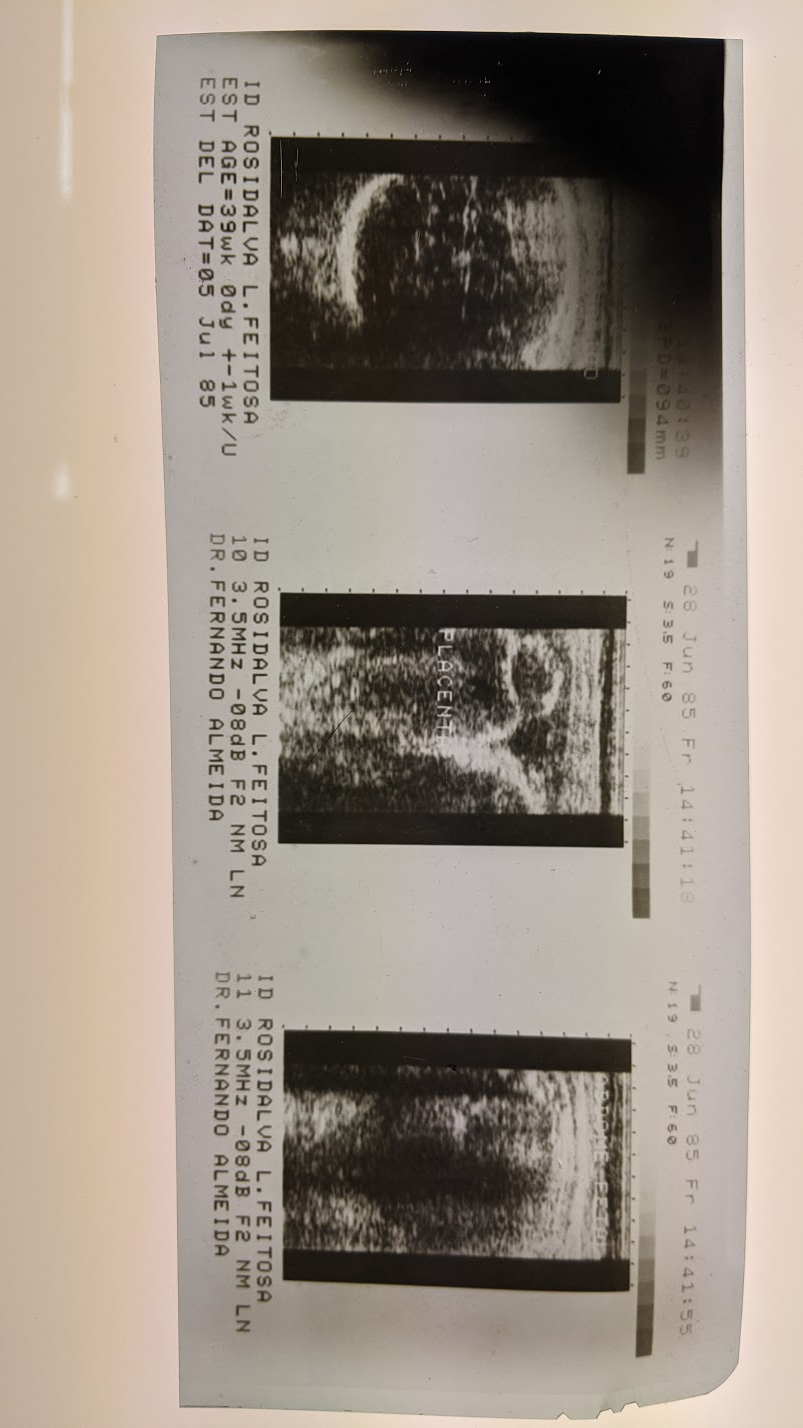 14:40:39
BPD=094mm
ID ROSIDALVA L.FEITOSA
EST AGE=39wk 0dy +-1wk/U
EST DEL DAT=05 Jul 85
28 Jun 85 Fr 14:41:18
N:19 S:3.5 F:60
PLACENT
ID ROSIDALVA L.FEITOSA
10 3.5MHz -08dB F2 NM LN
DR.FERNANDO ALMEIDA
28 Jun 85 Fr 14:41:55
N:19 S:3.5 F:60
ID ROSIDALVA L.FEITOSA
11 3.5MHz -08dB F2 NM LN
DR.FERNANDO ALMEIDA